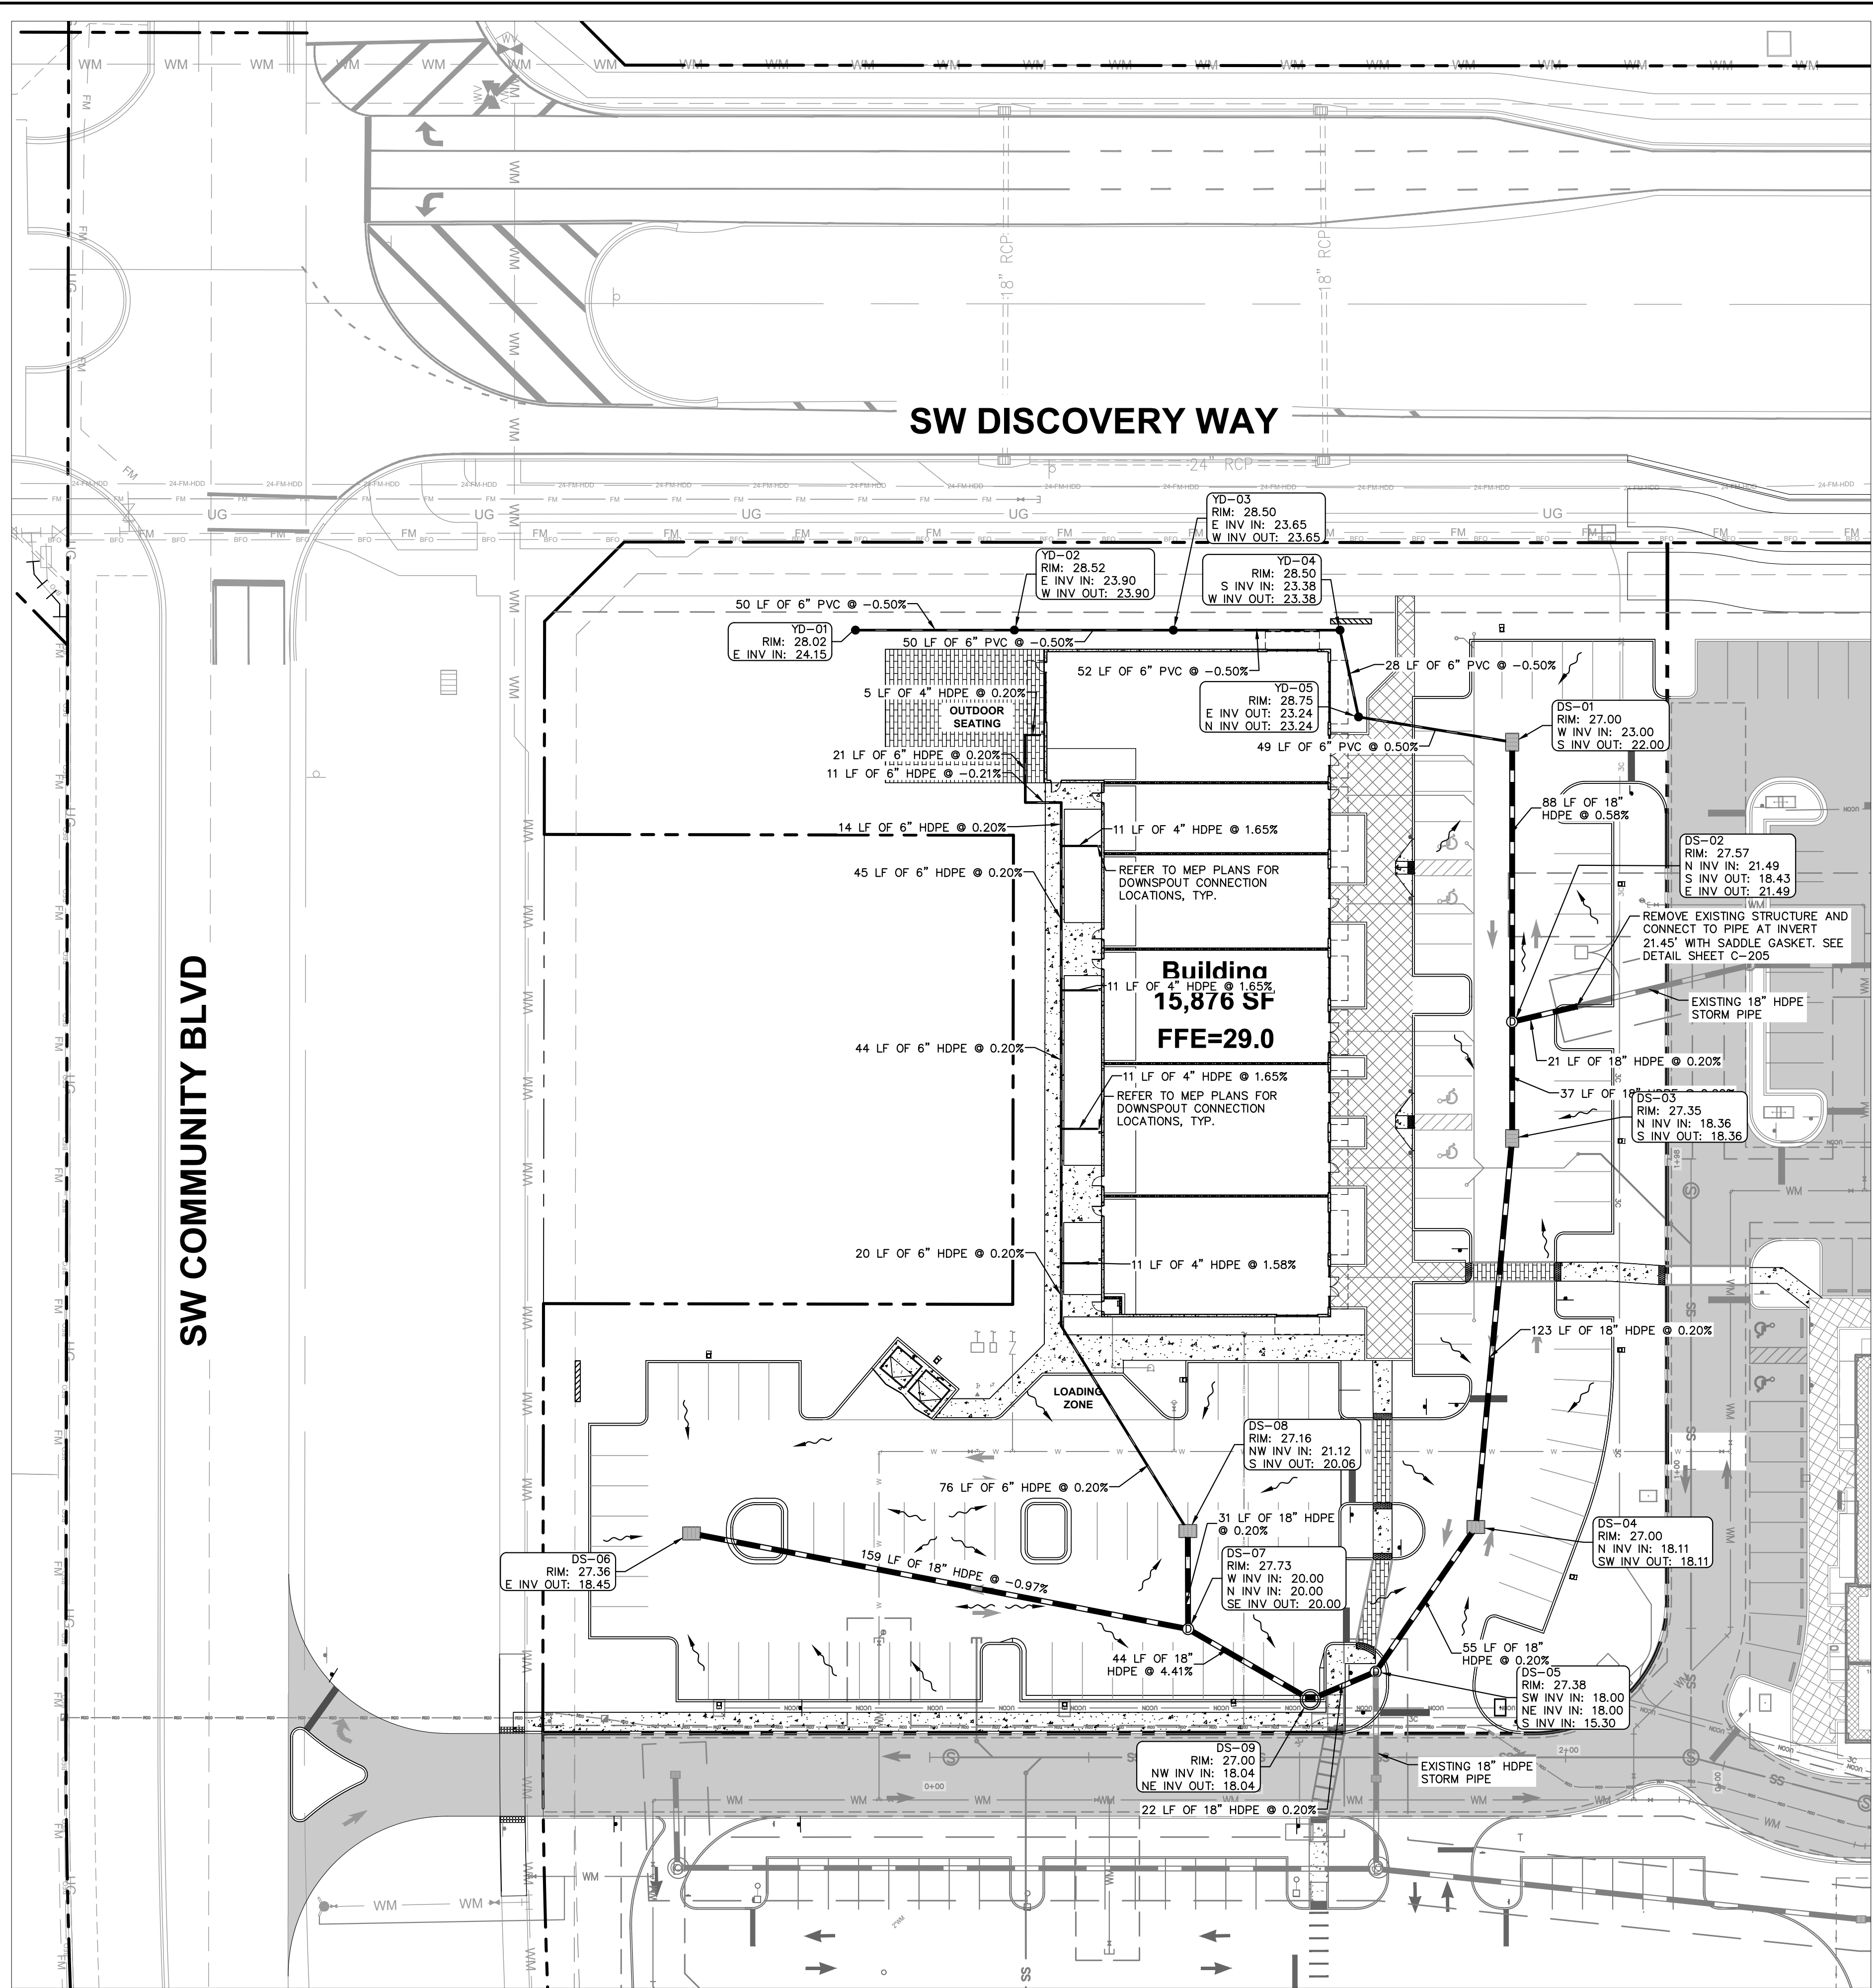 SW DISCOVERY WAY
SW COMMUNITY BLVD
18" RCP
18" RCP
24" RCP
YD-03
RIM: 28.50
E INV IN: 23.65
W INV OUT: 23.65
YD-02
RIM: 28.52
E INV IN: 23.90
W INV OUT: 23.90
YD-04
RIM: 28.50
S INV IN: 23.38
W INV OUT: 23.38
50 LF OF 6" PVC @ -0.50%
YD-01
RIM: 28.02
E INV IN: 24.15
50 LF OF 6" PVC @ -0.50%
52 LF OF 6" PVC @ -0.50%
28 LF OF 6" PVC @ -0.50%
YD-05
RIM: 28.75
E INV OUT: 23.24
N INV OUT: 23.24
5 LF OF 4" HDPE @ 0.20%
OUTDOOR
SEATING
DS-01
RIM: 27.00
W INV IN: 23.00
S INV OUT: 22.00
49 LF OF 6" PVC @ 0.50%
21 LF OF 6" HDPE @ 0.20%
11 LF OF 6" HDPE @ -0.21%
14 LF OF 6" HDPE @ 0.20%
11 LF OF 4" HDPE @ 1.65%
88 LF OF 18"
HDPE @ 0.58%
DS-02
RIM: 27.57
N INV IN: 21.49
S INV OUT: 18.43
E INV OUT: 21.49
45 LF OF 6" HDPE @ 0.20%
REFER TO MEP PLANS FOR
DOWNSPOUT CONNECTION
LOCATIONS, TYP.
REMOVE EXISTING STRUCTURE AND
CONNECT TO PIPE AT INVERT
21.45' WITH SADDLE GASKET. SEE
DETAIL SHEET C-205
Building
11 LF OF 4" HDPE @ 1.65%
15,876 SF
FFE=29.0
EXISTING 18" HDPE
STORM PIPE
44 LF OF 6" HDPE @ 0.20%
21 LF OF 18" HDPE @ 0.20%
11 LF OF 4" HDPE @ 1.65%
REFER TO MEP PLANS FOR
DOWNSPOUT CONNECTION
LOCATIONS, TYP.
37 LF OF 18"
DS-03
RIM: 27.35
N INV IN: 18.36
S INV OUT: 18.36
1+98
20 LF OF 6" HDPE @ 0.20%
11 LF OF 4" HDPE @ 1.58%
123 LF OF 18" HDPE @ 0.20%
LOADING
ZONE
DS-08
RIM: 27.16
NW INV IN: 21.12
S INV OUT: 20.06
1+00
76 LF OF 6" HDPE @ 0.20%
31 LF OF 18" HDPE
@ 0.20%
DS-04
RIM: 27.00
N INV IN: 18.11
SW INV OUT: 18.11
DS-06
RIM: 27.36
E INV OUT: 18.45
159 LF OF 18" HDPE @ -0.97%
DS-07
RIM: 27.73
W INV IN: 20.00
N INV IN: 20.00
SE INV OUT: 20.00
44 LF OF 18"
HDPE @ 4.41%
55 LF OF 18"
HDPE @ 0.20%
DS-05
RIM: 27.38
SW INV IN: 18.00
NE INV IN: 18.00
S INV IN: 15.30
DS-09
RIM: 27.00
NW INV IN: 18.04
NE INV OUT: 18.04
EXISTING 18" HDPE
STORM PIPE
0+00
2+00
0+00
22 LF OF 18" HDPE @ 0.20%
2"WM